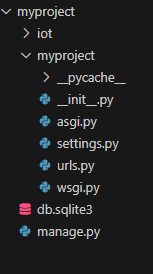 myproject
iot
myproject
__pycache__
__init__.py
asgi.py
settings.py
urls.py
wsgi.py
db.sqlite3
manage.py